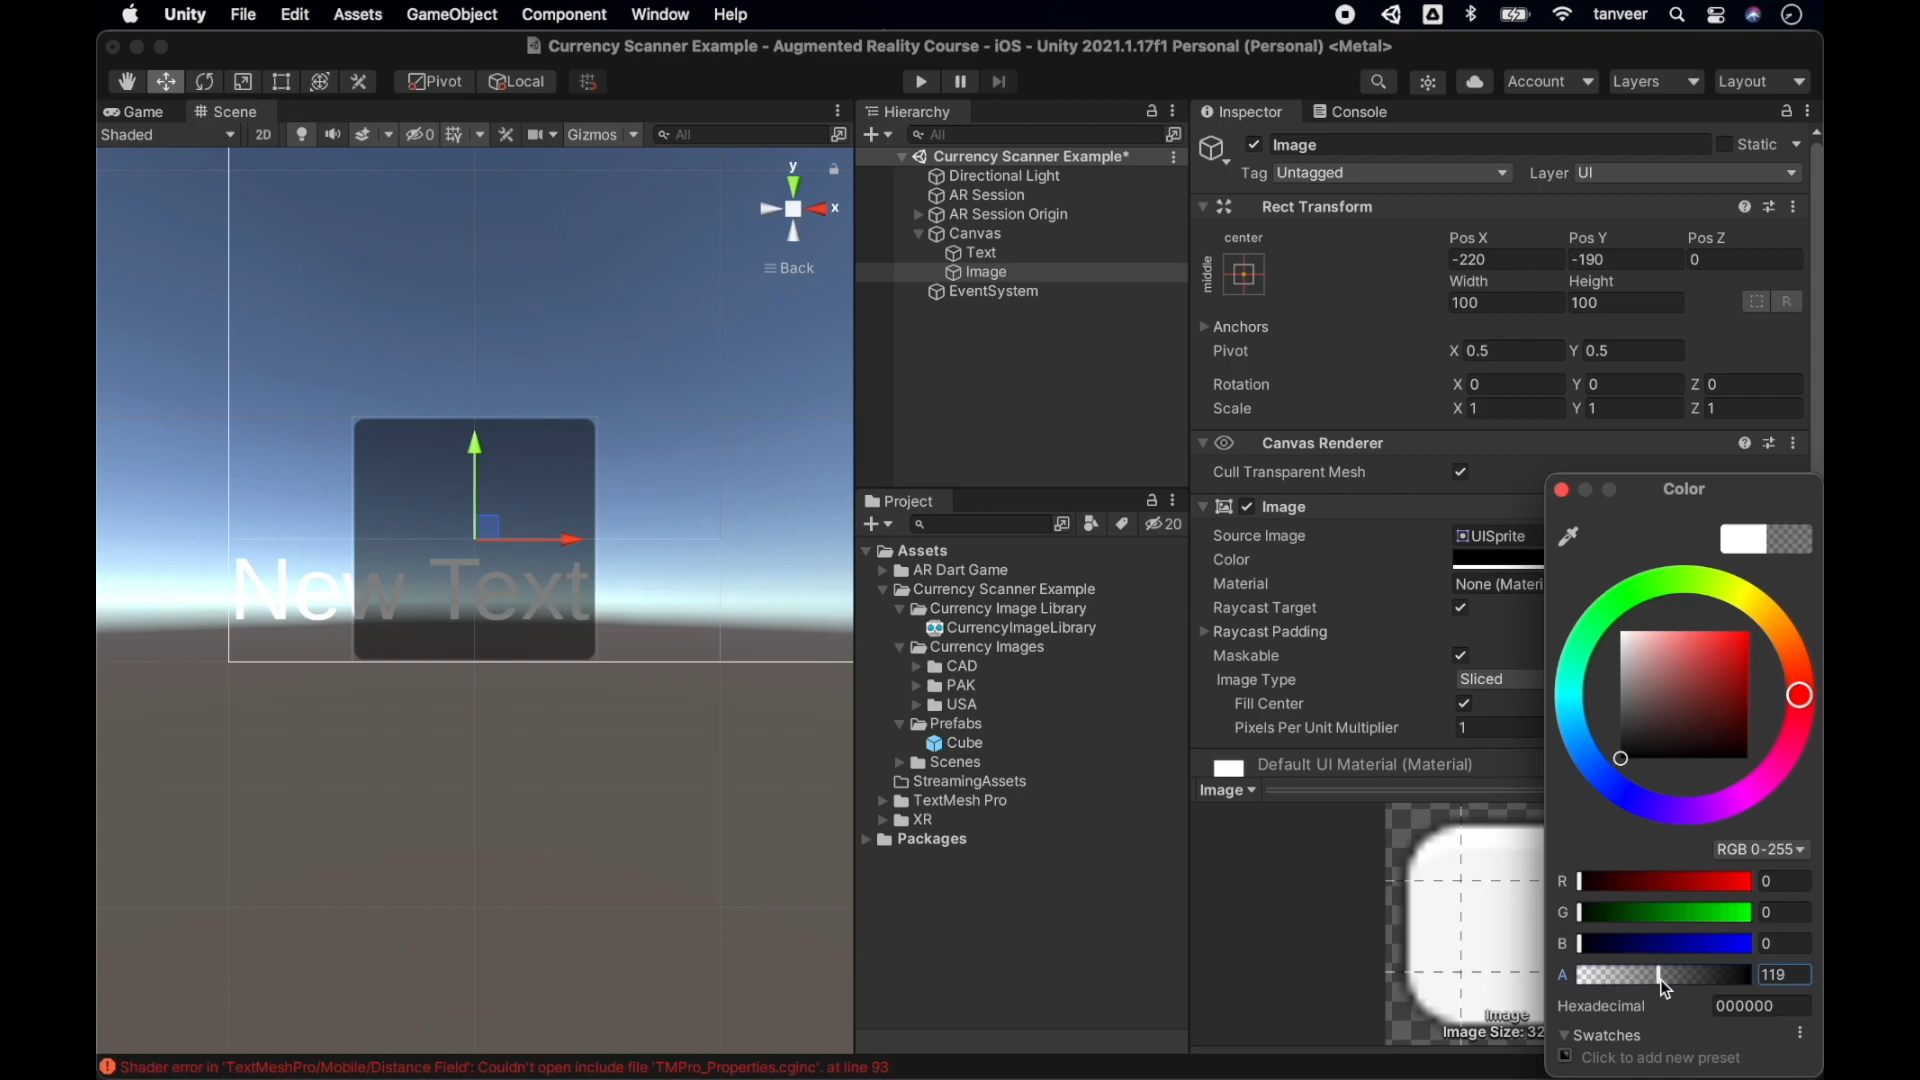 Unity File Edit Assets GameObject Component Window Help tanveer
Currency Scanner Example - Augmented Reality Course - iOS - Unity 2021.1.17f1 Personal (Personal) <Metal>
Pivot Local Account Layers Layout
Game Scene
Shaded 2D 0 Gizmos All
y
x
Back
New Text
Hierarchy
All
Currency Scanner Example*
Directional Light
AR Session
AR Session Origin
Canvas
Text
Image
EventSystem
Project
20
Assets
AR Dart Game
Currency Scanner Example
Currency Image Library
CurrencyImageLibrary
Currency Images
CAD
PAK
USA
Prefabs
Cube
Scenes
StreamingAssets
TextMesh Pro
XR
Packages
Inspector Console
Image Static
Tag Untagged Layer UI
Rect Transform
center Pos X Pos Y Pos Z
middle -220 -190 0
Width Height
100 100 R
Anchors
Pivot X 0.5 Y 0.5
Rotation X 0 Y 0 Z 0
Scale X 1 Y 1 Z 1
Canvas Renderer
Cull Transparent Mesh
Image
Source Image UISprite
Color
Material None (Materi
Raycast Target
Raycast Padding
Maskable
Image Type Sliced
Fill Center
Pixels Per Unit Multiplier 1
Default UI Material (Material)
Image
Image
Image Size: 32
Color
RGB 0-255
R 0
G 0
B 0
A 119
Hexadecimal 000000
Swatches
Click to add new preset
Shader error in 'TextMeshPro/Mobile/Distance Field': Couldn't open include file 'TMPro_Properties.cginc'. at line 93